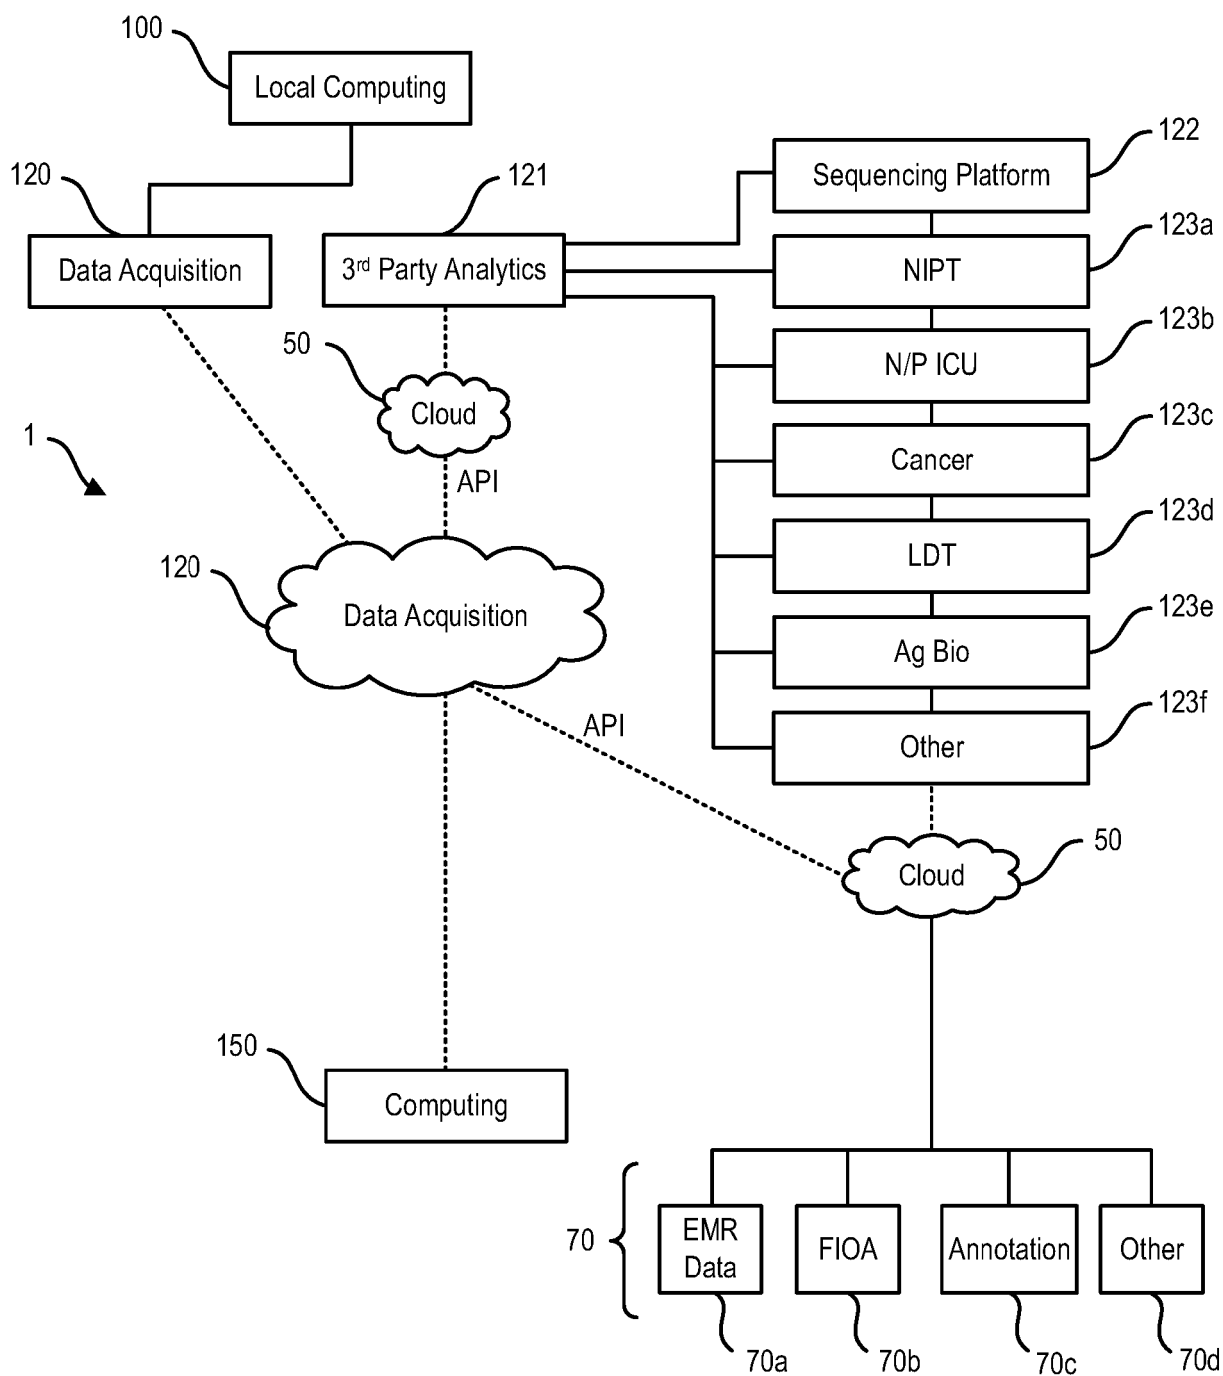 100
Local Computing
120
Data Acquisition
121
3rd Party Analytics
122
Sequencing Platform
123a
NIPT
123b
N/P ICU
123c
Cancer
123d
LDT
123e
Ag Bio
123f
Other
50
Cloud
API
1
120
Data Acquisition
API
50
Cloud
150
Computing
70
EMR
Data
FIOA
Annotation
Other
70a
70b
70c
70d